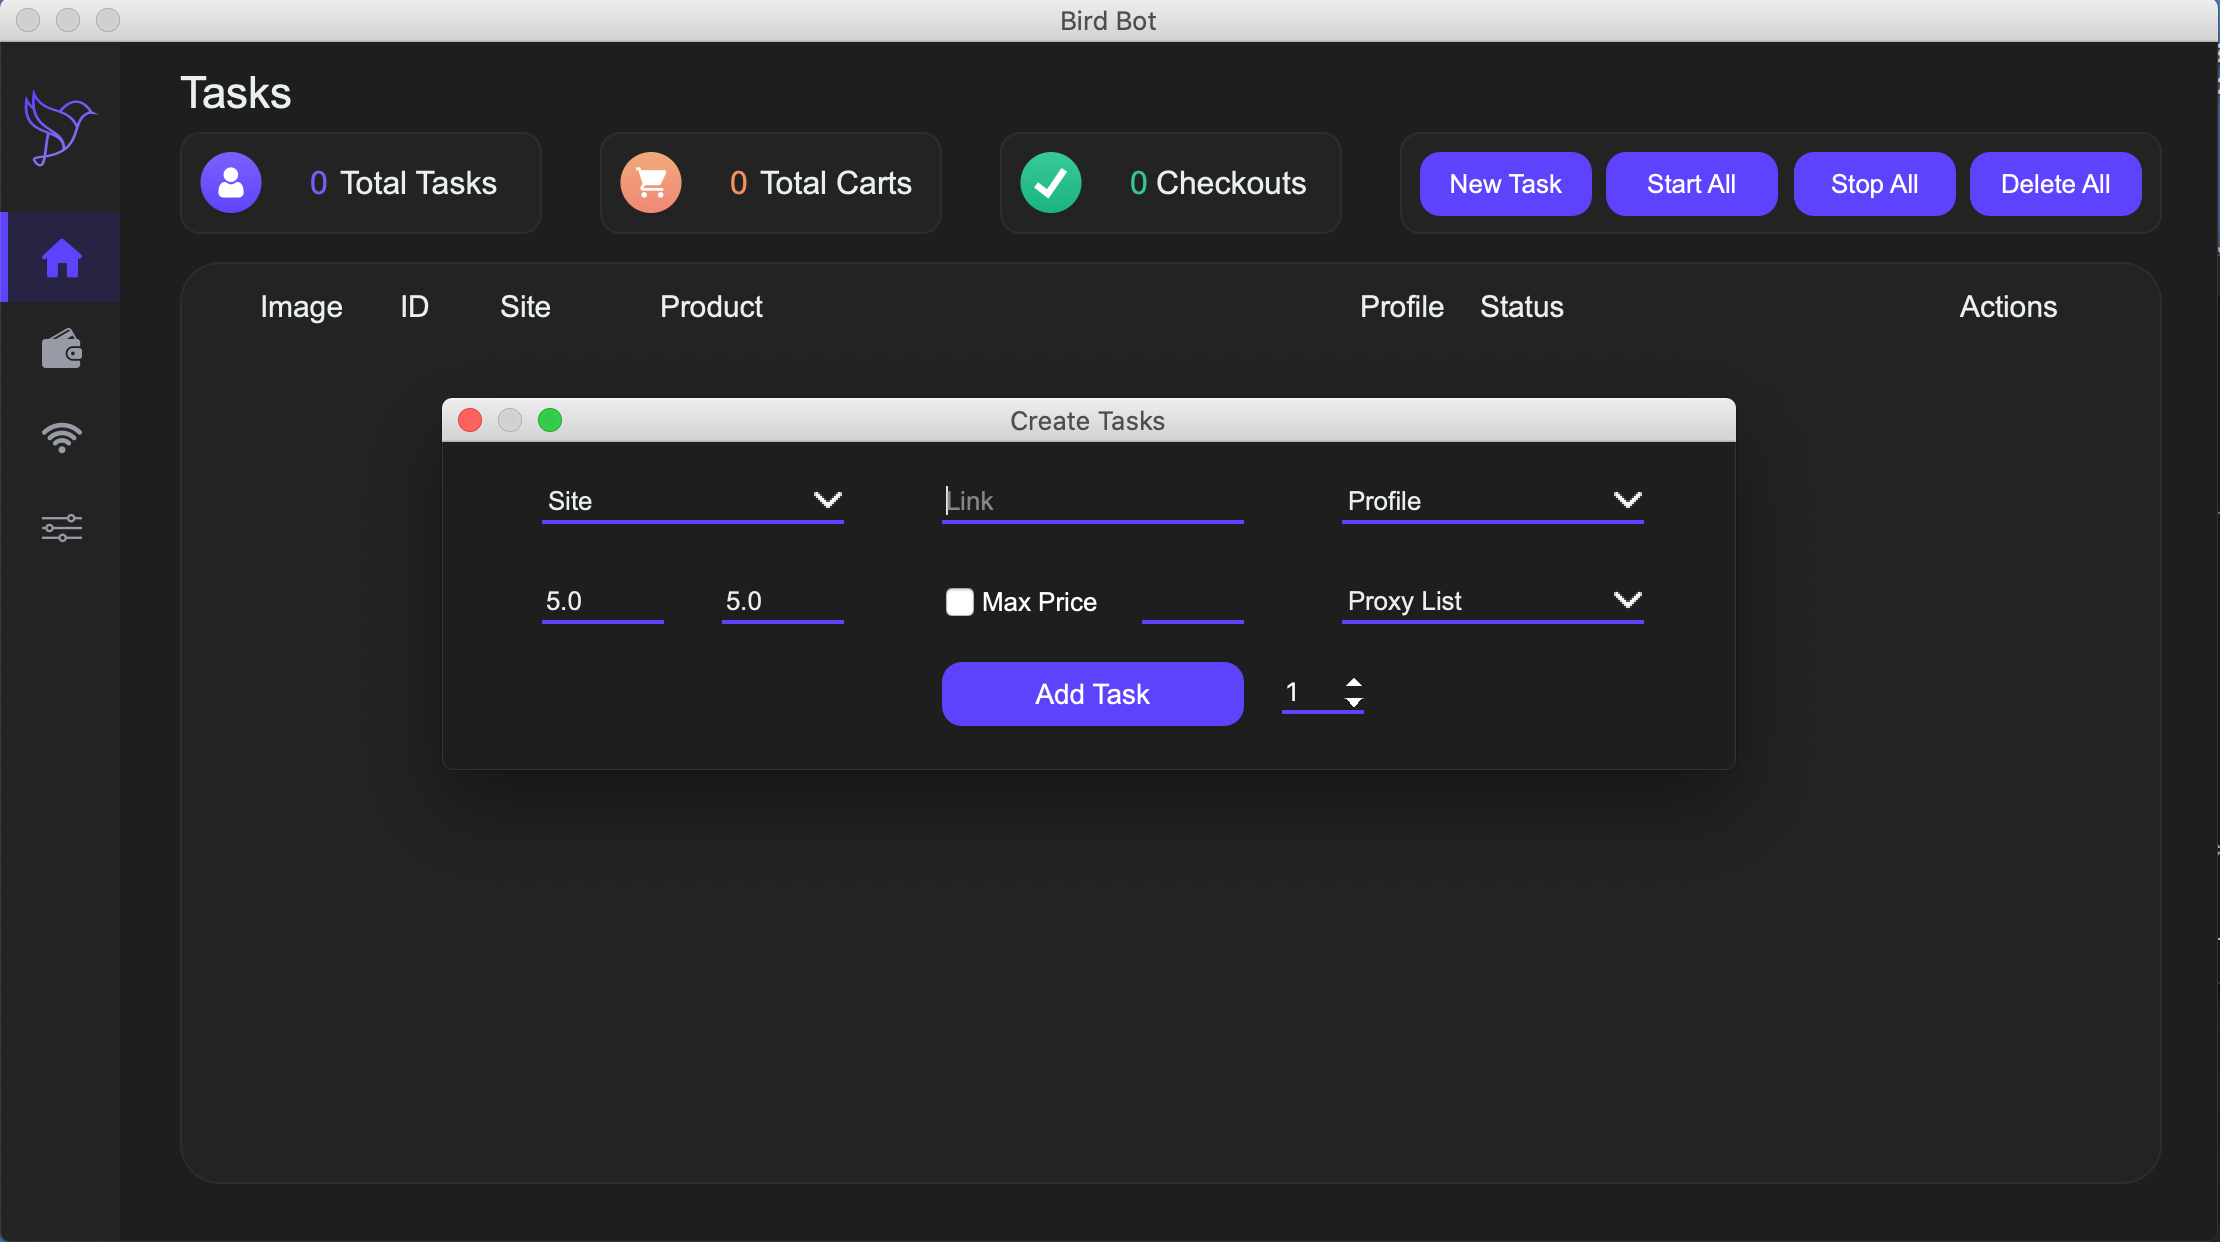 Bird Bot
Tasks
0 Total Tasks
0 Total Carts
0 Checkouts
New Task
Start All
Stop All
Delete All
Image ID Site Product Profile Status Actions
Create Tasks
Site
Link
Profile
5.0
5.0
Max Price
Proxy List
Add Task
1